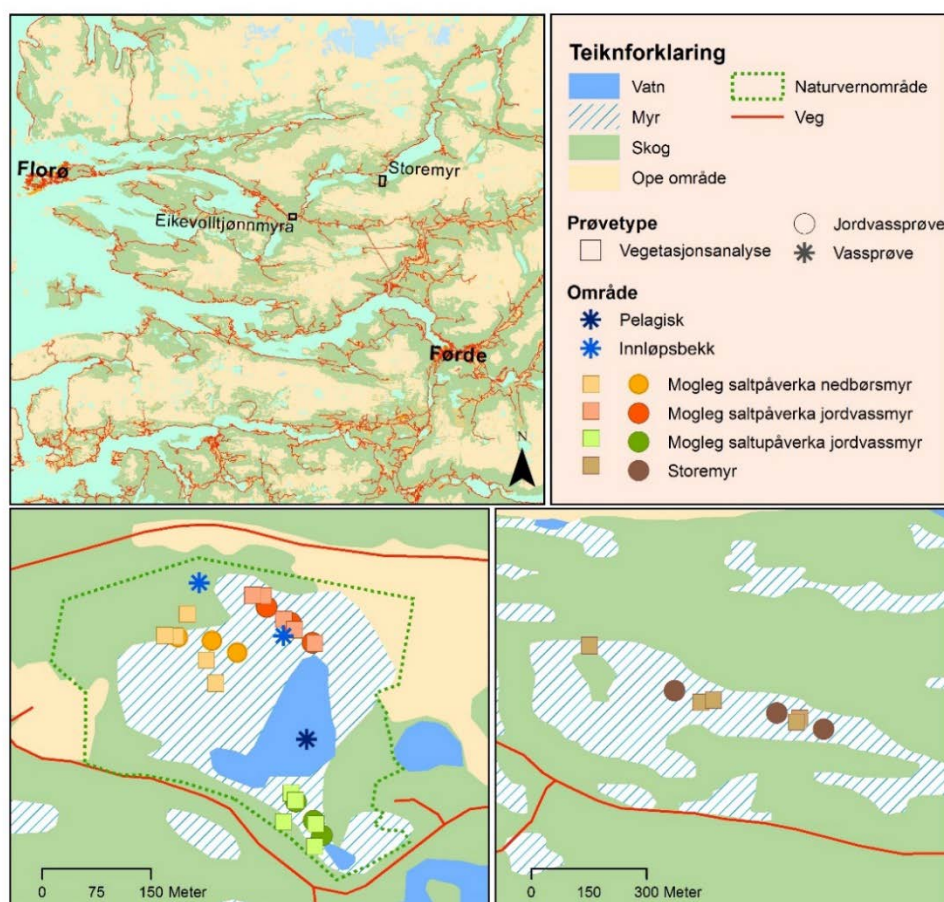 Florø
Storemyr
Eikevolltjønnmyra
Førde
N
Teiknforklaring
Vatn
Myr
Skog
Ope område
Naturvernområde
Veg
Prøvetype
Vegetasjonsanalyse
Jordvassprøve
Vassprøve
Område
Pelagisk
Innløpsbekk
Mogleg saltpåverka nedbørsmyr
Mogleg saltpåverka jordvassmyr
Mogleg saltupåverka jordvassmyr
Storemyr
0 75 150 Meter
0 150 300 Meter